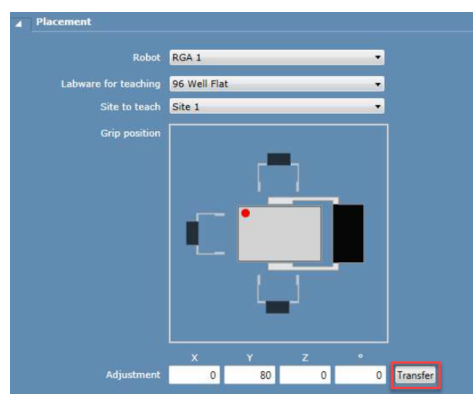 Placement
Robot RGA 1
Labware for teaching 96 Well Flat
Site to teach Site 1
Grip position
X Y Z °
Adjustment 0 80 0 0 Transfer